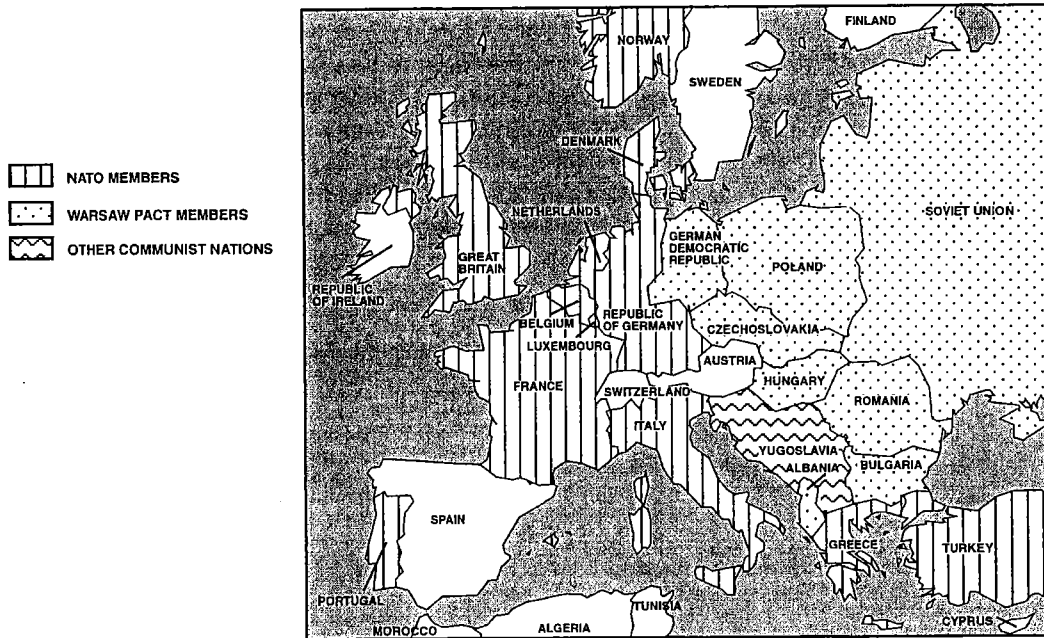 NATO MEMBERS
WARSAW PACT MEMBERS
OTHER COMMUNIST NATIONS
FINLAND
NORWAY
SWEDEN
DENMARK
SOVIET UNION
NETHERLANDS
GERMAN
DEMOCRATIC
REPUBLIC
POLAND
GREAT
BRITAIN
REPUBLIC
OF IRELAND
BELGIUM
REPUBLIC
OF GERMANY
LUXEMBOURG
CZECHOSLOVAKIA
AUSTRIA
FRANCE
SWITZERLAND
HUNGARY
ROMANIA
ITALY
YUGOSLAVIA
ALBANIA
BULGARIA
SPAIN
GREECE
TURKEY
PORTUGAL
MOROCCO
ALGERIA
TUNISIA
CYPRUS